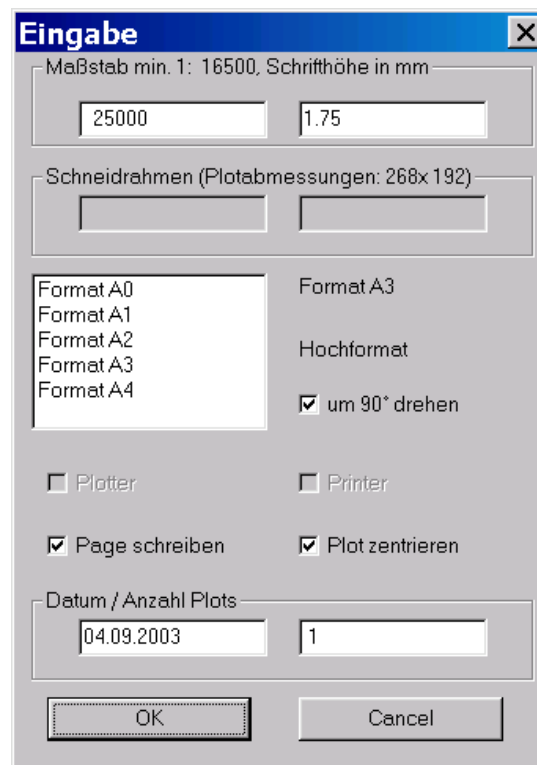 Eingabe
Maßstab min. 1: 16500, Schrifthöhe in mm
25000 1.75
Schneidrahmen (Plotabmessungen: 268x 192)
Format A0
Format A1
Format A2
Format A3
Format A4
Format A3
Hochformat
um 90° drehen
Plotter Printer
Page schreiben Plot zentrieren
Datum / Anzahl Plots
04.09.2003 1
OK Cancel